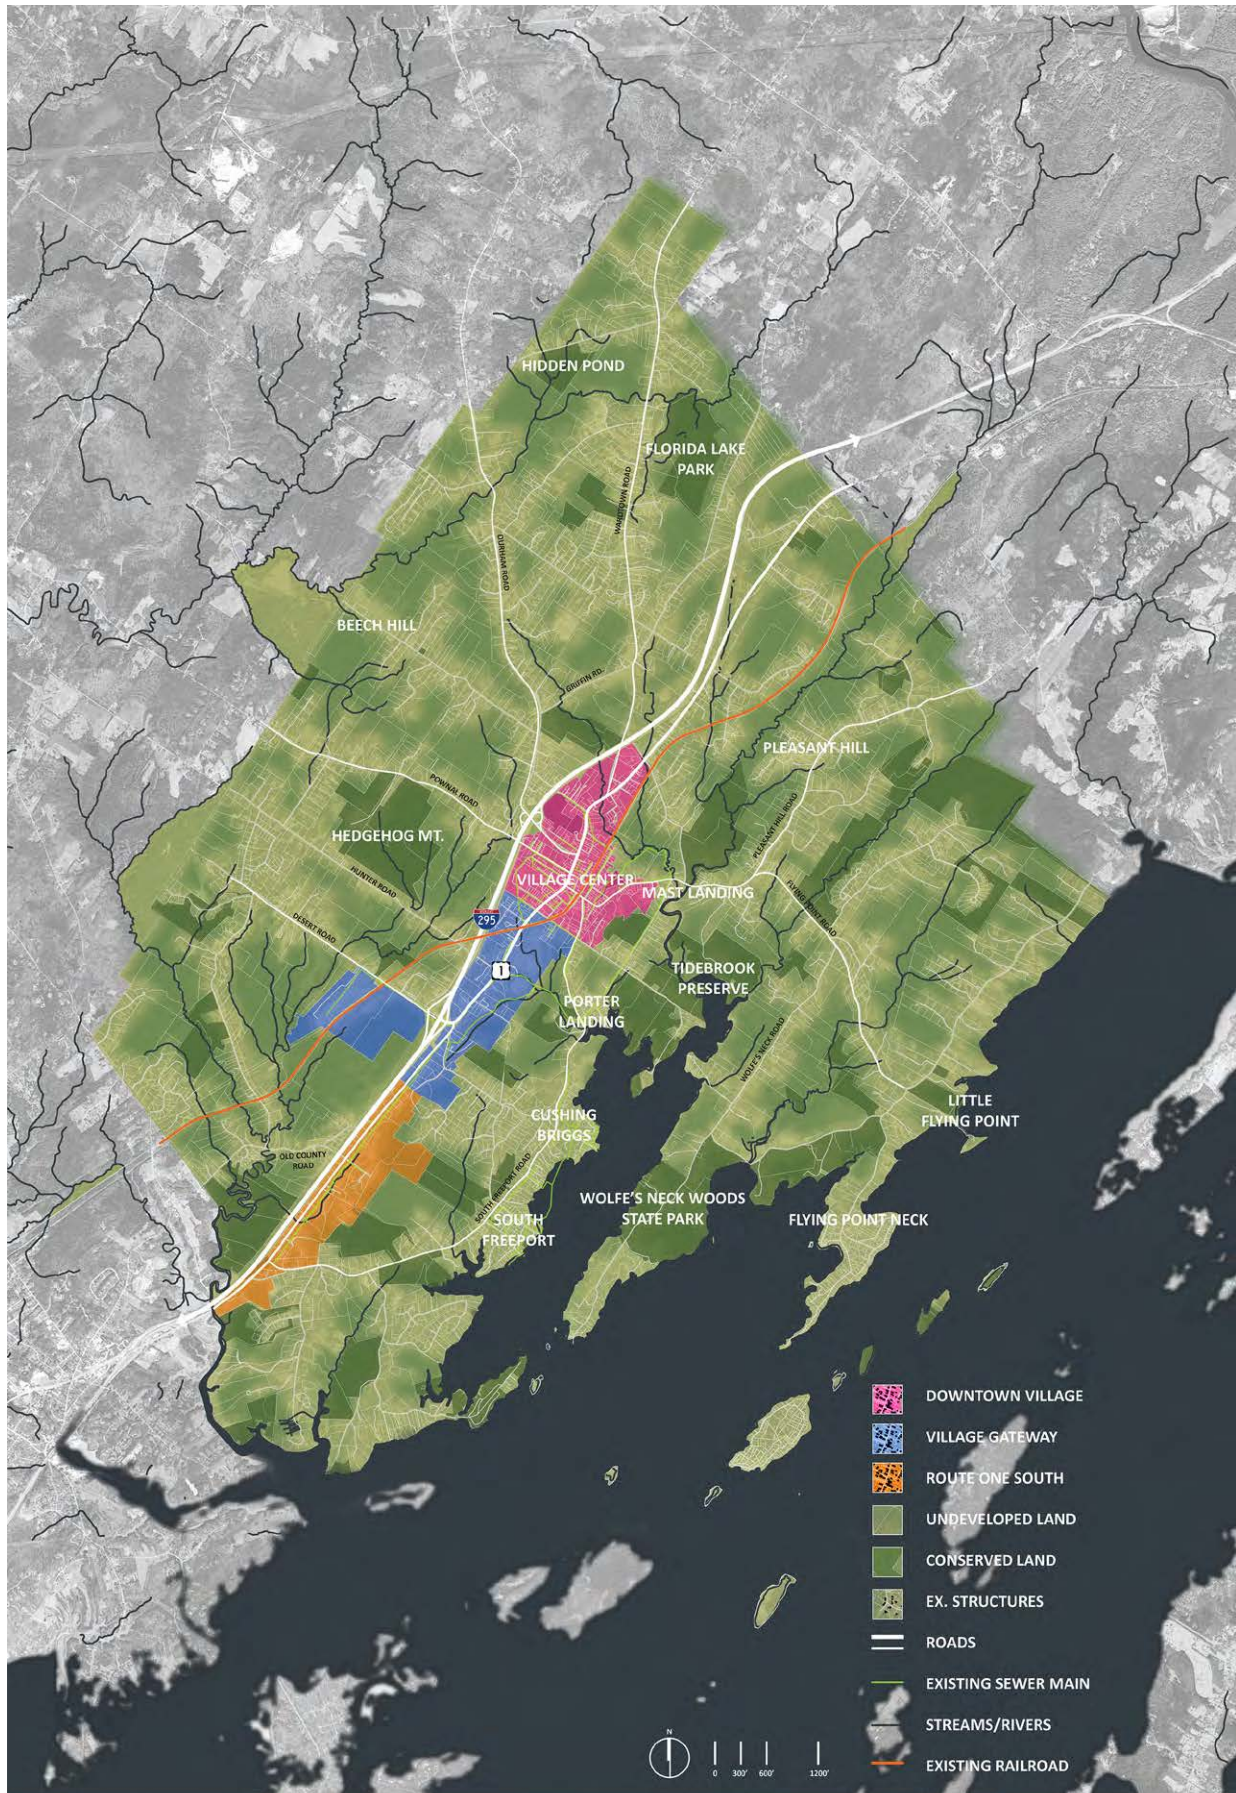 HIDDEN POND
FLORIDA LAKE
PARK
WARDTOWN ROAD
DURHAM ROAD
BEECH HILL
GRIFFIN RD.
PLEASANT HILL
POWNAL ROAD
HEDGEHOG MT.
PLEASANT HILL ROAD
HUNTER ROAD
VILLAGE CENTER
MAST LANDING
FLYING POINT ROAD
295
DESERT ROAD
1
TIDEBROOK
PRESERVE
PORTER
LANDING
WOLFE'S NECK ROAD
LITTLE
FLYING POINT
CUSHING
BRIGGS
OLD COUNTY
ROAD
SOUTH FREEPORT ROAD
WOLFE'S NECK WOODS
STATE PARK
SOUTH
FREEPORT
FLYING POINT NECK
DOWNTOWN VILLAGE
VILLAGE GATEWAY
ROUTE ONE SOUTH
UNDEVELOPED LAND
CONSERVED LAND
EX. STRUCTURES
ROADS
EXISTING SEWER MAIN
STREAMS/RIVERS
EXISTING RAILROAD
N
0 300' 600' 1200'